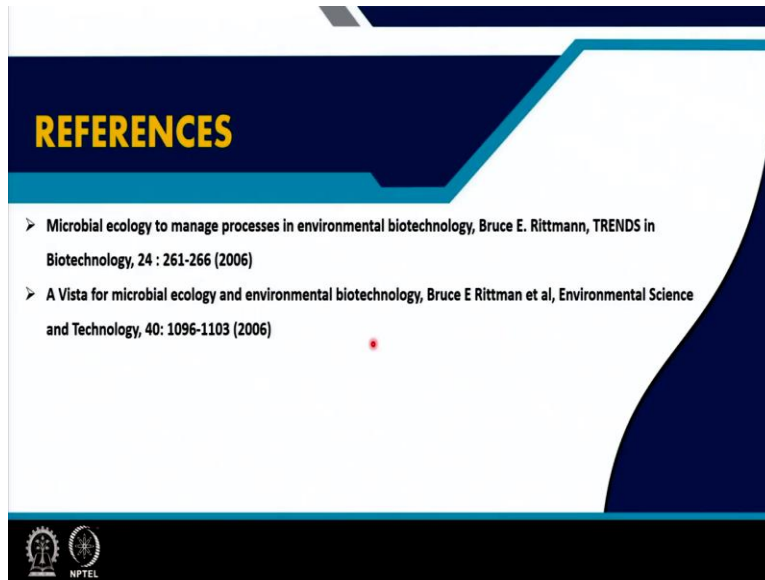 REFERENCES
Microbial ecology to manage processes in environmental biotechnology, Bruce E. Rittmann, TRENDS in
Biotechnology, 24 : 261-266 (2006)
A Vista for microbial ecology and environmental biotechnology, Bruce E Rittman et al, Environmental Science
and Technology, 40: 1096-1103 (2006)
NPTEL